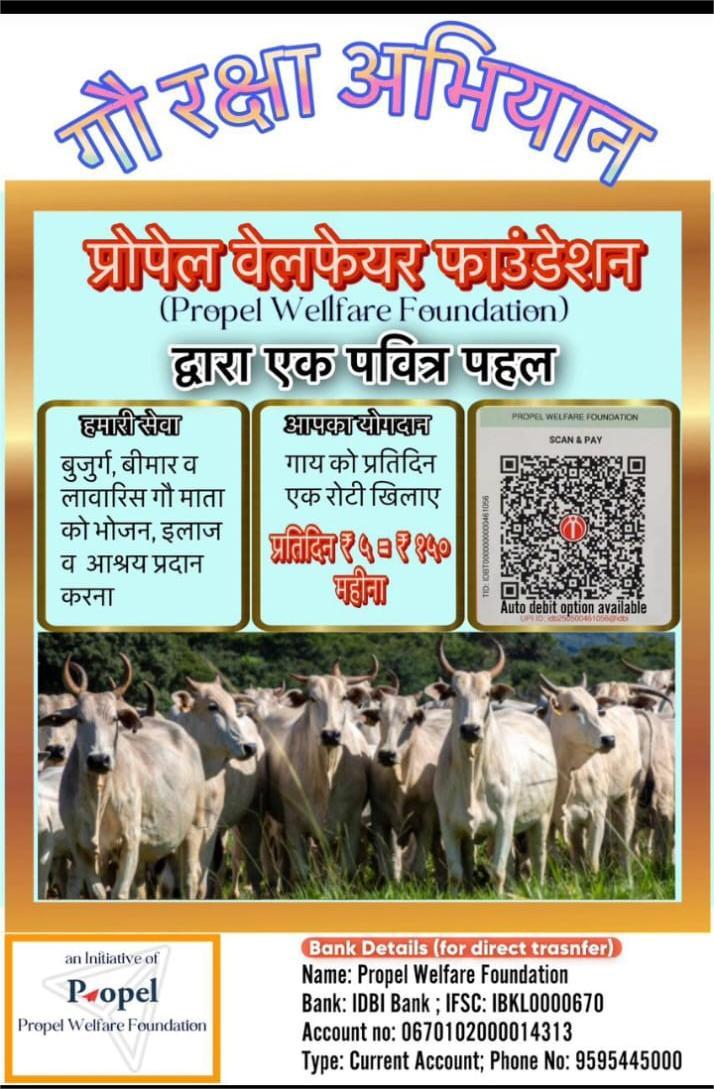 गौ रक्षा अभियान
प्रोपेल वेलफेयर फाउंडेशन
(Propel Wellfare Foundation)
द्वारा एक पवित्र पहल
हमारी सेवा
बुजुर्ग, बीमार व
लावारिस गौ माता
को भोजन, इलाज
व आश्रय प्रदान
करना
आपका योगदान
गाय को प्रतिदिन
एक रोटी खिलाए
प्रतिदिन ₹ ५ = ₹ १५०
महीना
PROPEL WELFARE FOUNDATION
SCAN & PAY
Auto debit option available
an Initiative of
Propel
Propel Welfare Foundation
Bank Details (for direct trasnfer)
Name: Propel Welfare Foundation
Bank: IDBI Bank ; IFSC: IBKL0000670
Account no: 0670102000014313
Type: Current Account; Phone No: 9595445000